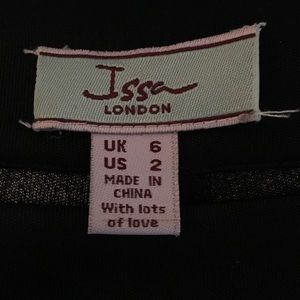 Issa
LONDON
UK 6
US 2
MADE IN
CHINA
With lots
of love